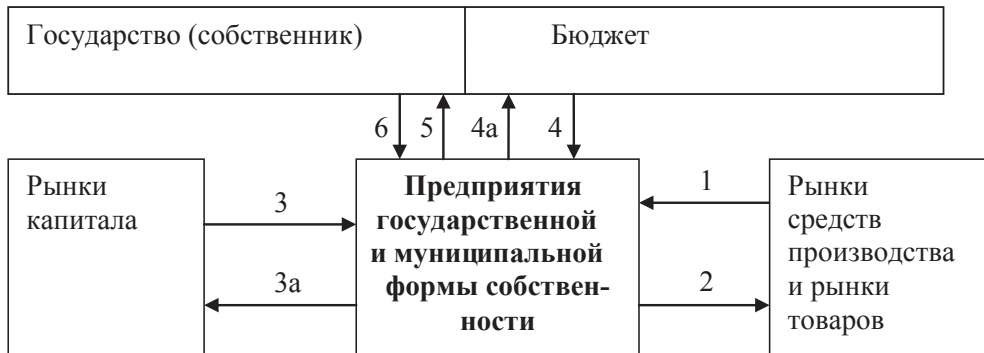 Государство (собственник)
Бюджет
6
5
4а
4
Рынки
капитала
3
3а
Предприятия
государственной
и муниципальной
формы собствен-
ности
1
2
Рынки
средств
производства
и рынки
товаров